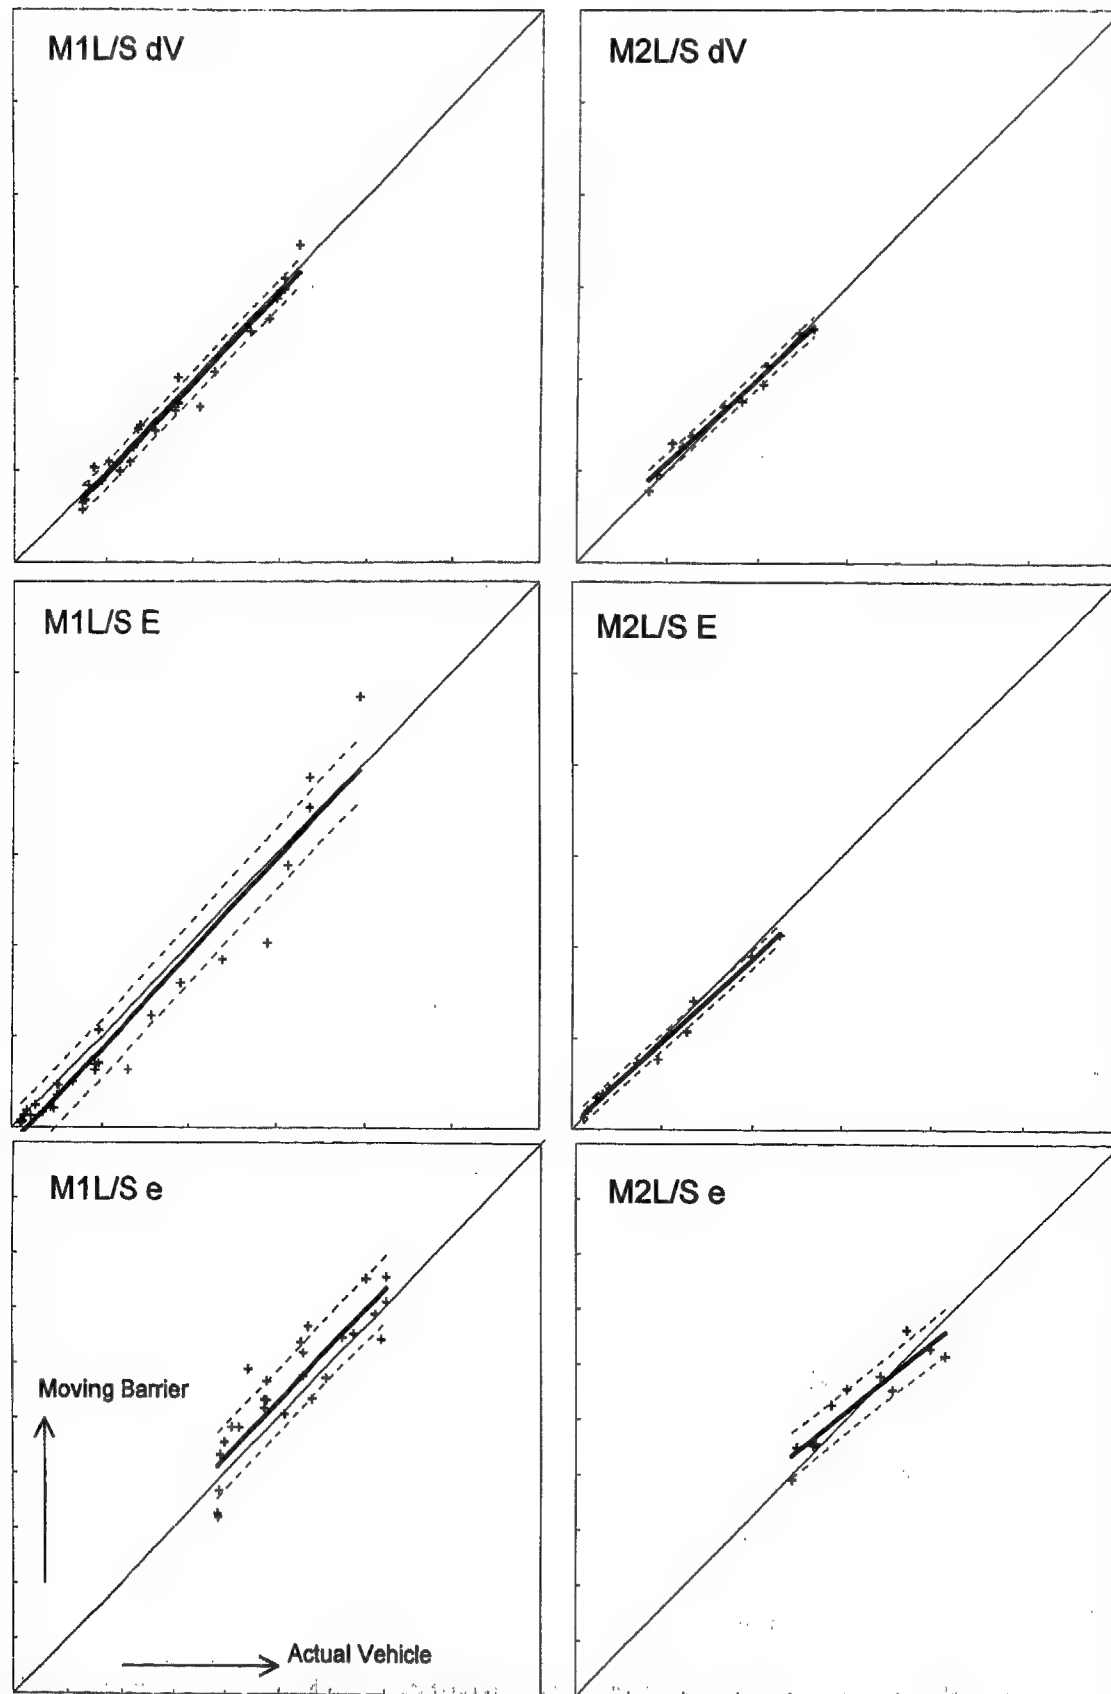 M1L/S dV
M2L/S dV
M1L/S E
M2L/S E
M1L/S e
M2L/S e
Moving Barrier
Actual Vehicle